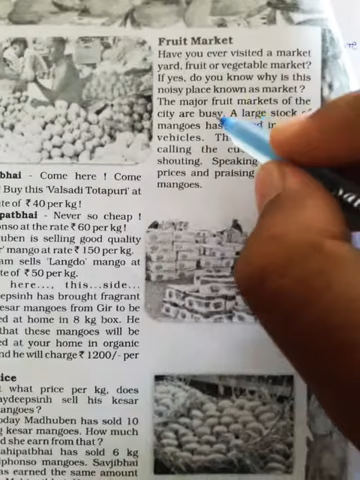 Fruit Market
Have you ever visited a market
yard, fruit or vegetable market?
If yes, do you know why is this
noisy place known as market?
The major fruit markets of the
city are busy. A large stock of
mangoes has in
vehicles. Th
calling the cu
shouting. Speaking
prices and praising
mangoes.
bhai - Come here ! Come
Buy this 'Valsadi Totapuri' at
te of ₹ 40 per kg !
patbhai - Never so cheap !
onso at the rate ₹ 60 per kg !
uben is selling good quality
r' mango at rate ₹ 150 per kg.
am sells 'Langdo' mango at
te of ₹ 50 per kg.
here..., this...side...
eepsinh has brought fragrant
esar mangoes from Gir to be
ed at home in 8 kg box. He
that these mangoes will be
ed at your home in organic
nd he will charge ₹ 1200/- per
ice
t what price per kg, does
aydeepsinh sell his kesar
angoes ?
oday Madhuben has sold 10
g kesar mangoes. How much
d she earn from that ?
ahipatbhai has sold 6 kg
lphonso mangoes. Savjibhai
as earned the same amount